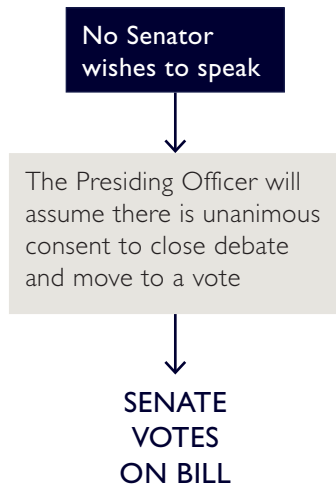 No Senator
wishes to speak
The Presiding Officer will
assume there is unanimous
consent to close debate
and move to a vote
SENATE
VOTES
ON BILL